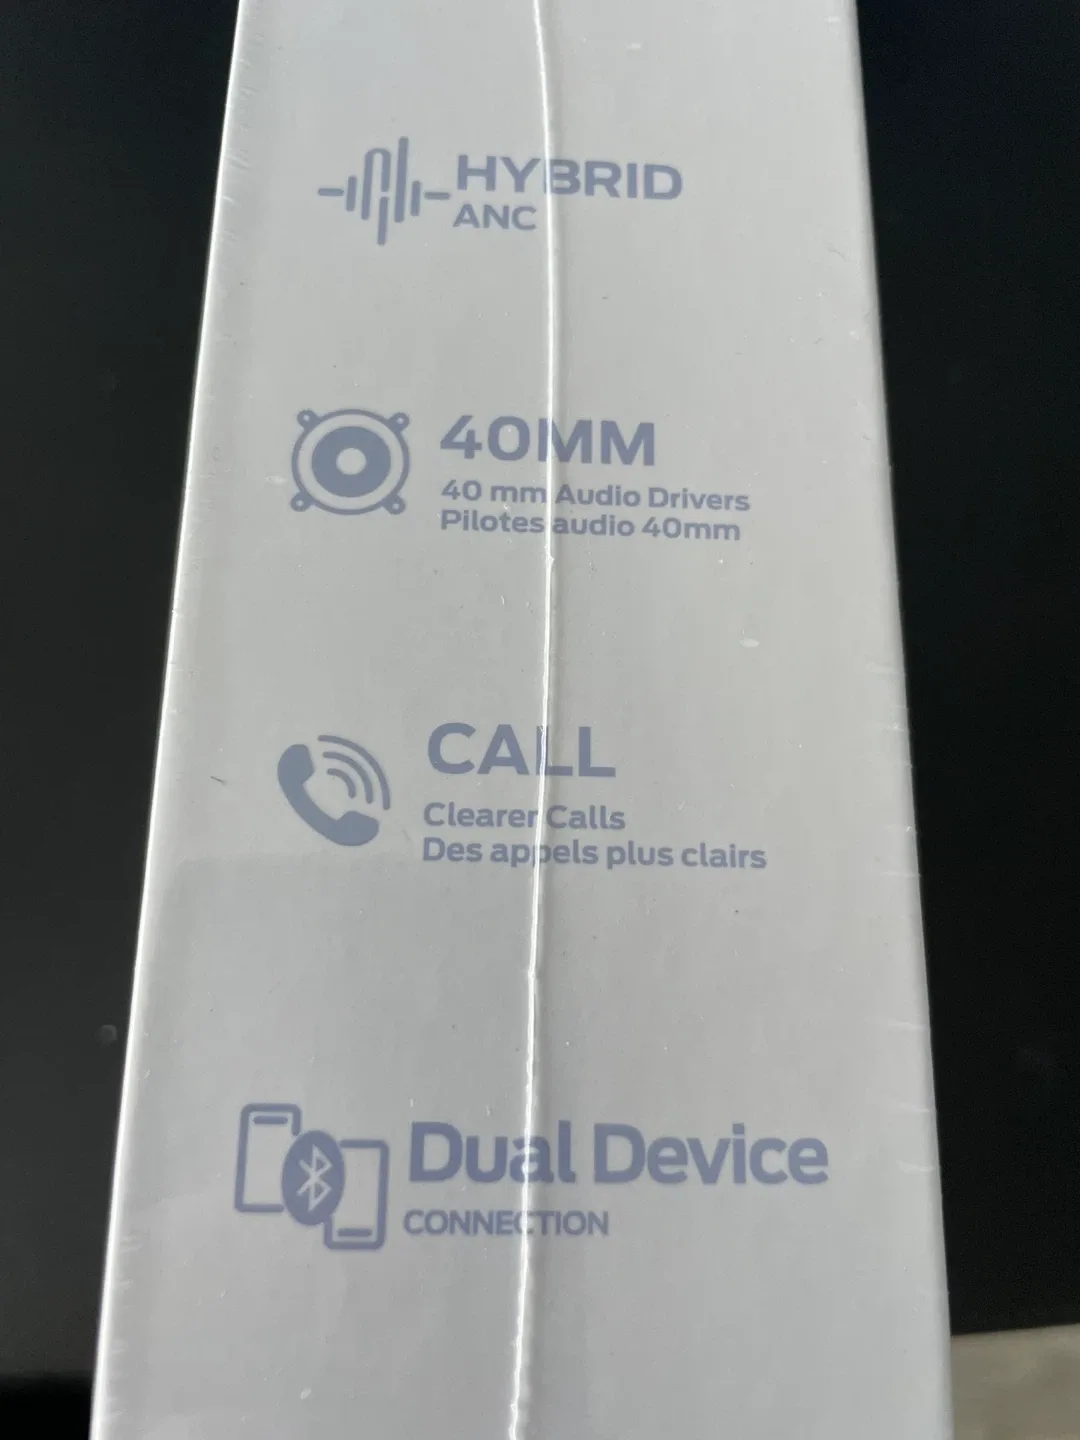 HYBRID
ANC
40MM
40 mm Audio Drivers
Pilotes audio 40mm
CALL
Clearer Calls
Des appels plus clairs
Dual Device
CONNECTION